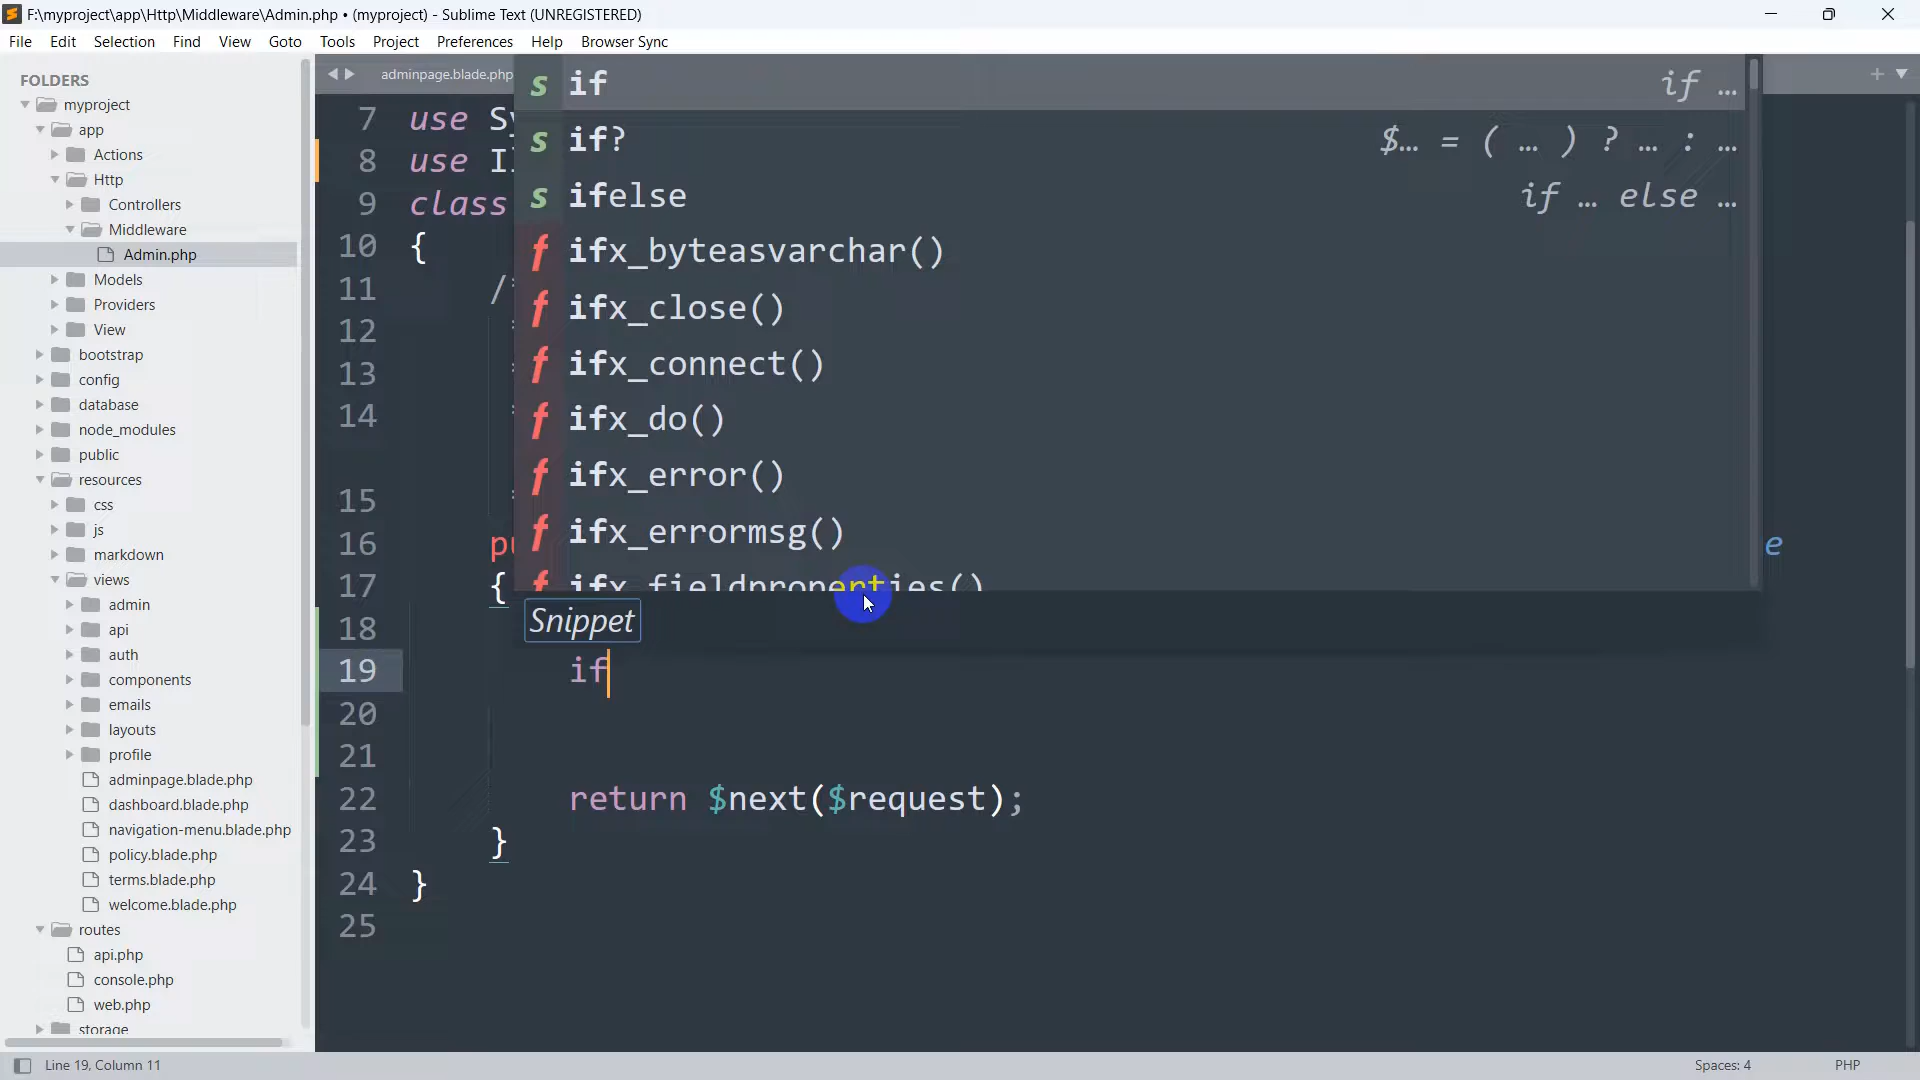 F:\myproject\app\Http\Middleware\Admin.php • (myproject) - Sublime Text (UNREGISTERED)
File Edit Selection Find View Goto Tools Project Preferences Help Browser Sync
FOLDERS
myproject
app
Actions
Http
Controllers
Middleware
Admin.php
Models
Providers
View
bootstrap
config
database
node_modules
public
resources
css
js
markdown
views
admin
api
auth
components
emails
layouts
profile
adminpage.blade.php
dashboard.blade.php
navigation-menu.blade.php
policy.blade.php
terms.blade.php
welcome.blade.php
routes
api.php
console.php
web.php
storage
adminpage.blade.php
7 use
8 use
9 class
10 {
11
12
13
14
15
16
17 {
18
19 if
20
21
22 return $next($request);
23 }
24 }
25
s if if …
s if? $… = ( … ) ? … : …
s ifelse if … else …
f ifx_byteasvarchar()
f ifx_close()
f ifx_connect()
f ifx_do()
f ifx_error()
f ifx_errormsg()
f ifx_fieldproperties()
Snippet
Line 19, Column 11
Spaces: 4
PHP